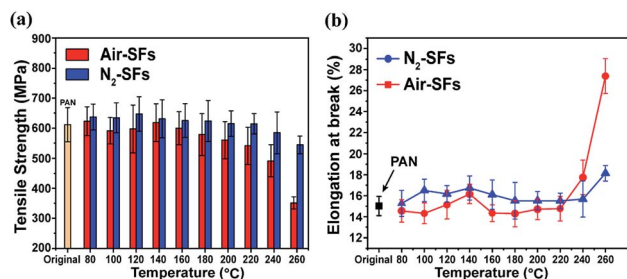 (a)
Tensile Strength (MPa)
900
800
700
600
500
400
300
200
Air-SFs
N₂-SFs
PAN
Original 80 100 120 140 160 180 200 220 240 260
Temperature (°C)
(b)
Elongation at break (%)
30
28
26
24
22
20
18
16
14
12
10
N₂-SFs
Air-SFs
PAN
Original 80 100 120 140 160 180 200 220 240 260
Temperature (°C)